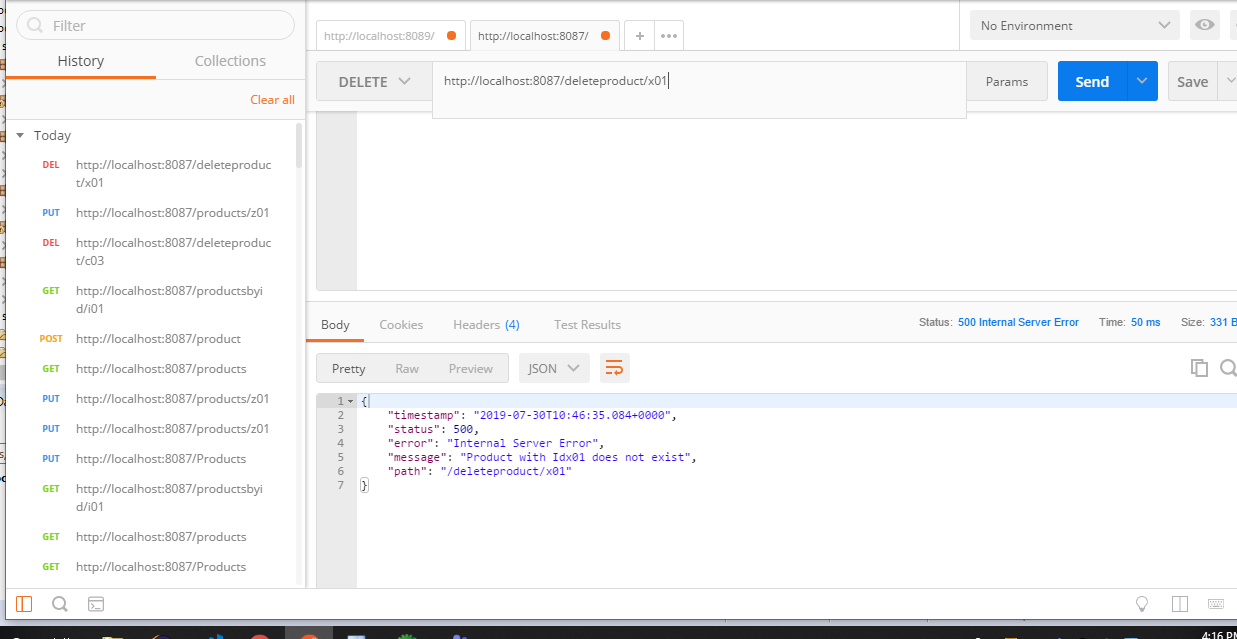 Filter
History
Collections
Clear all
Today
DEL http://localhost:8087/deleteproduc
t/x01
PUT http://localhost:8087/products/z01
DEL http://localhost:8087/deleteproduc
t/c03
GET http://localhost:8087/productsbyi
d/i01
POST http://localhost:8087/product
GET http://localhost:8087/products
PUT http://localhost:8087/products/z01
PUT http://localhost:8087/products/z01
PUT http://localhost:8087/Products
GET http://localhost:8087/productsbyi
d/i01
GET http://localhost:8087/products
GET http://localhost:8087/Products
http://localhost:8089/
http://localhost:8087/
+
•••
No Environment
DELETE
http://localhost:8087/deleteproduct/x01
Params
Send
Save
Body
Cookies
Headers (4)
Test Results
Status: 500 Internal Server Error
Time: 50 ms
Size: 331 B
Pretty
Raw
Preview
JSON
1 {
2 "timestamp": "2019-07-30T10:46:35.084+0000",
3 "status": 500,
4 "error": "Internal Server Error",
5 "message": "Product with Idx01 does not exist",
6 "path": "/deleteproduct/x01"
7 }
4:16 PM